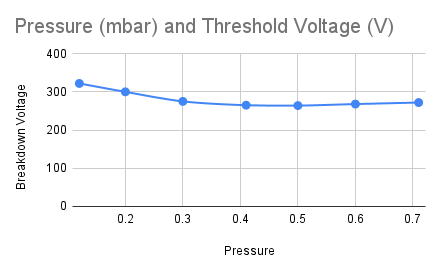 Pressure (mbar) and Threshold Voltage (V)
400
300
200
100
0
Breakdown Voltage
0.2 0.3 0.4 0.5 0.6 0.7
Pressure